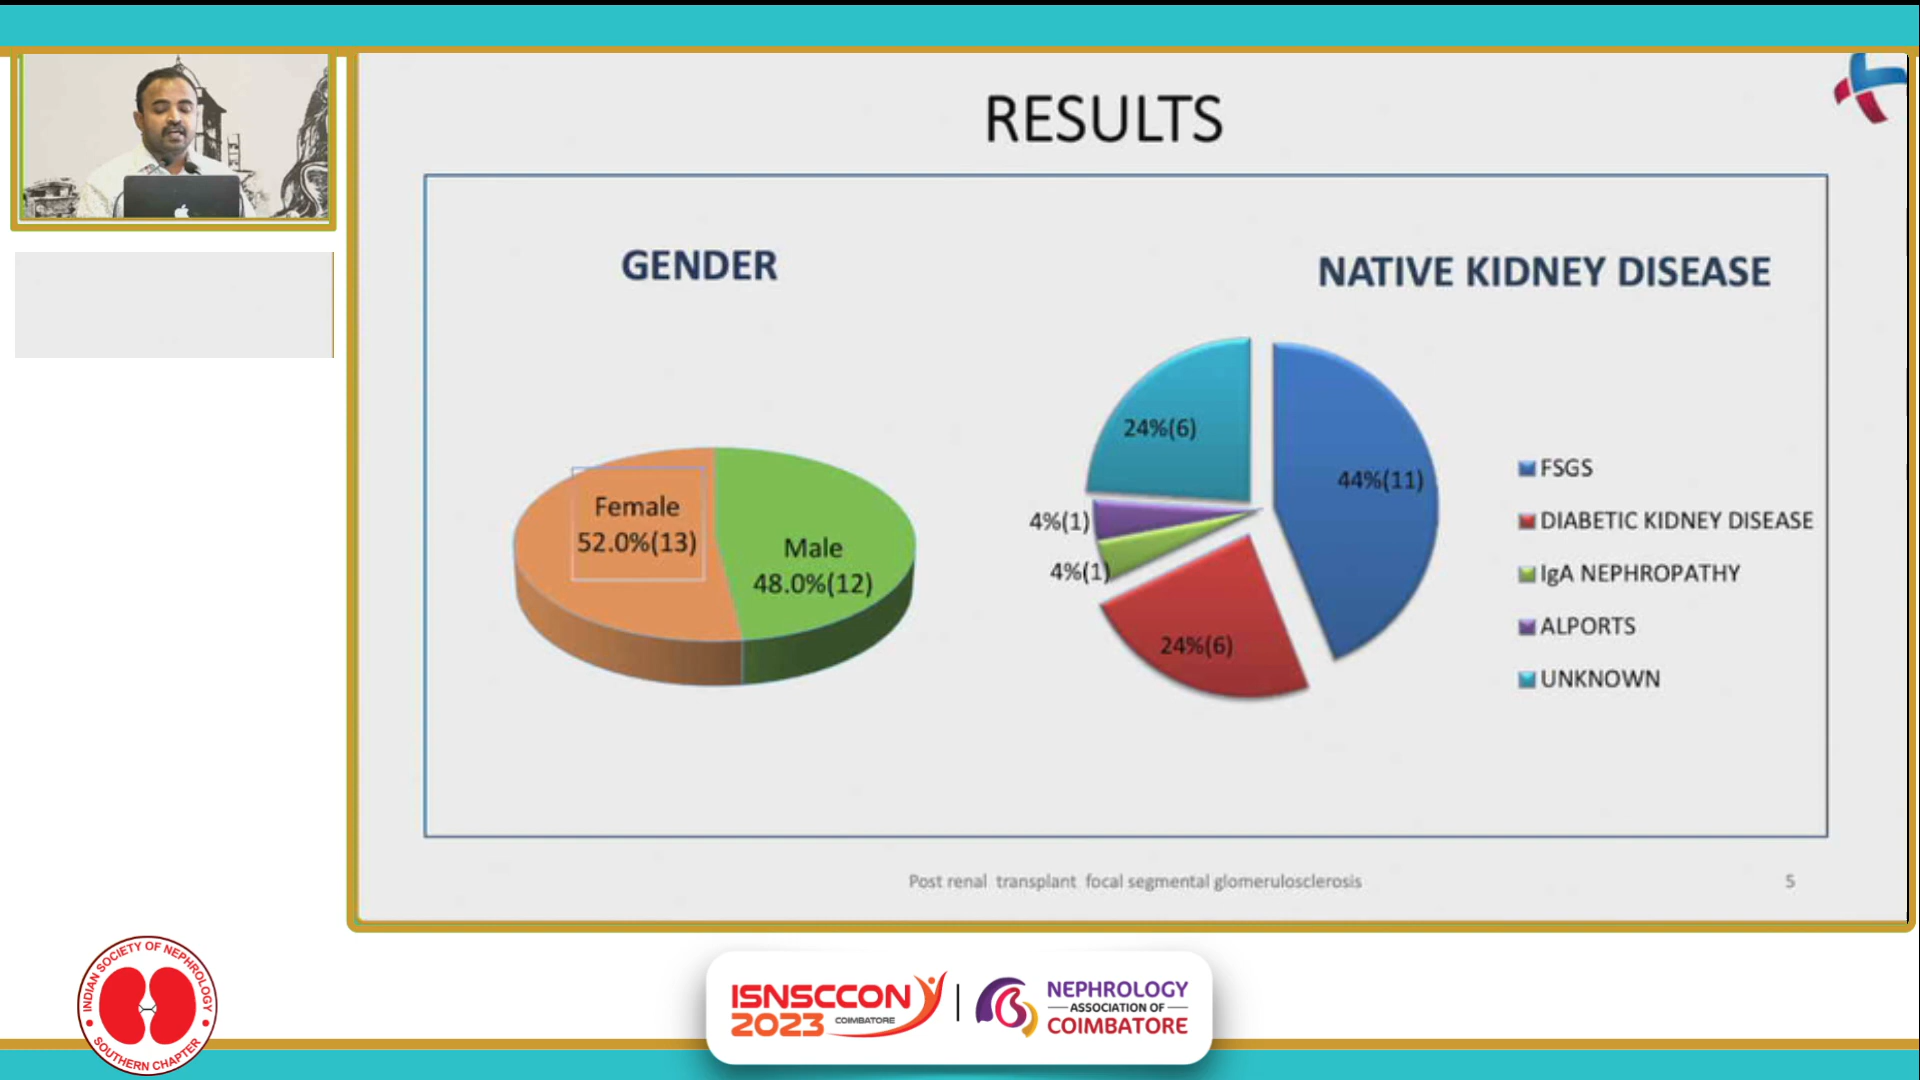 RESULTS
GENDER
Female
52.0%(13)
Male
48.0%(12)
NATIVE KIDNEY DISEASE
24%(6)
44%(11)
4%(1)
4%(1)
24%(6)
FSGS
DIABETIC KIDNEY DISEASE
IgA NEPHROPATHY
ALPORTS
UNKNOWN
Post renal transplant focal segmental glomerulosclerosis
5
INDIAN SOCIETY OF NEPHROLOGY
SOUTHERN CHAPTER
ISNSCCON
2023 COIMBATORE
NEPHROLOGY
ASSOCIATION OF
COIMBATORE